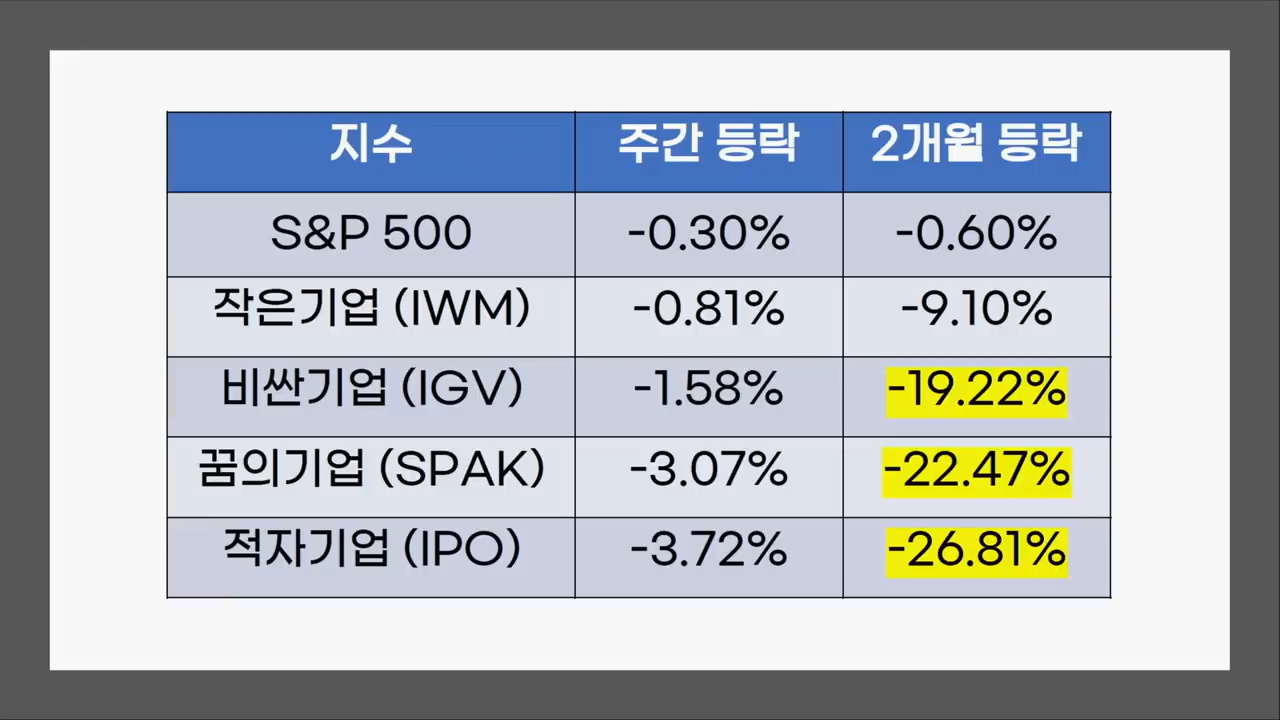 지수 주간 등락 2개월 등락
S&P 500 -0.30% -0.60%
작은기업 (IWM) -0.81% -9.10%
비싼기업 (IGV) -1.58% -19.22%
꿈의기업 (SPAK) -3.07% -22.47%
적자기업 (IPO) -3.72% -26.81%